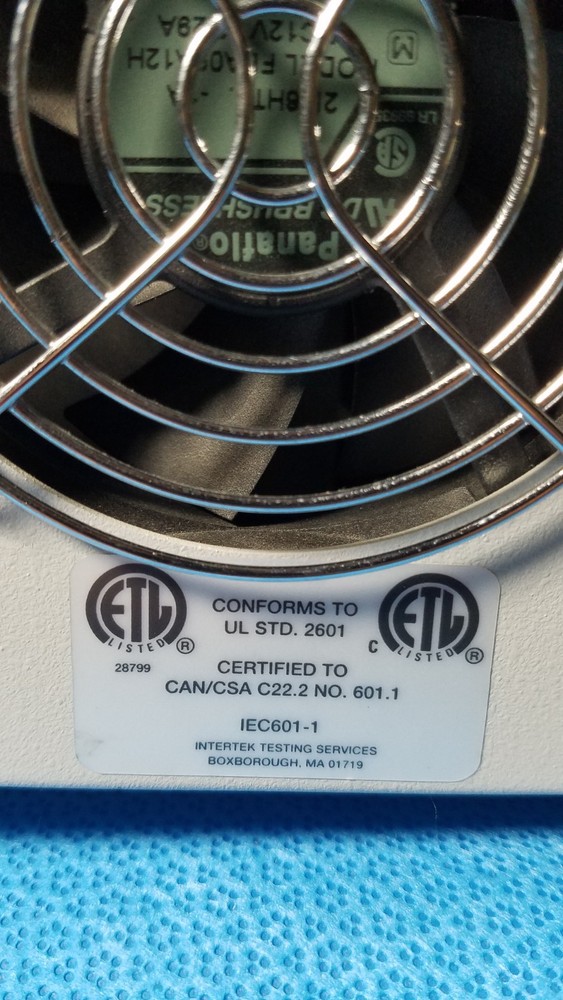 Panaflo®
BRUSHLESS
CONFORMS TO
UL STD. 2601
CERTIFIED TO
CAN/CSA C22.2 NO. 601.1
IEC601-1
INTERTEK TESTING SERVICES
BOXBOROUGH, MA 01719
ETL
LISTED
®
28799
C
ETL
LISTED
®